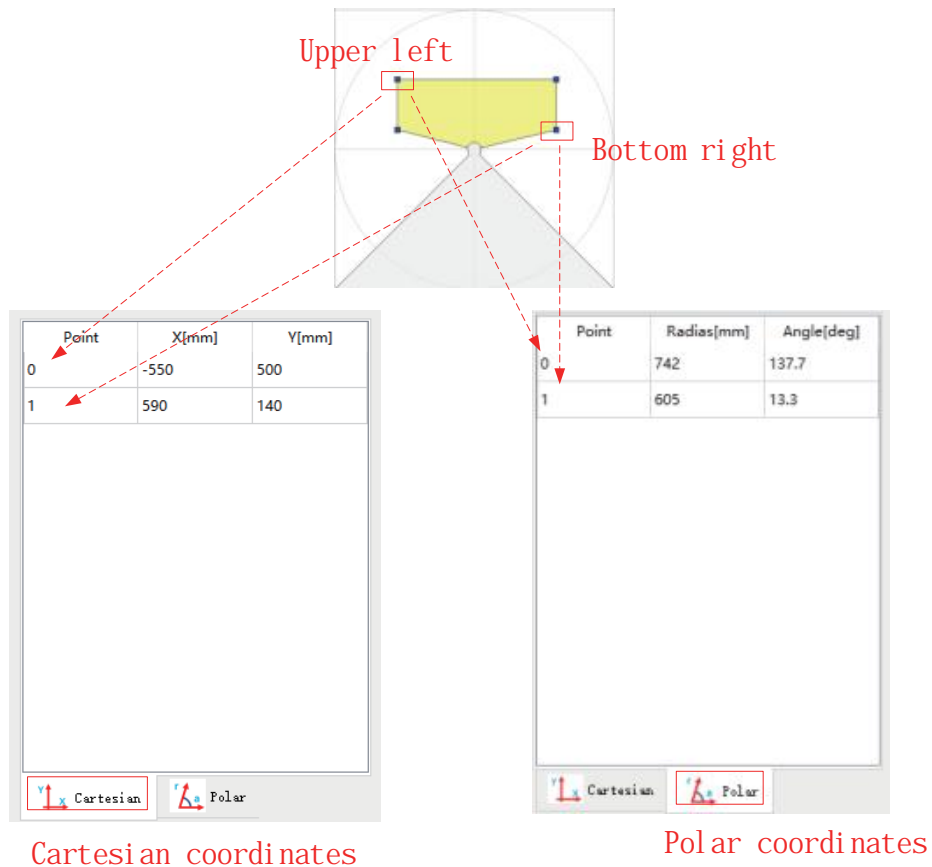 Upper left
Bottom right
Point X[mm] Y[mm]
0 -550 500
1 590 140
Y X Cartesian r a Polar
Cartesian coordinates
Point Radias[mm] Angle[deg]
0 742 137.7
1 605 13.3
Y X Cartesian r a Polar
Polar coordinates